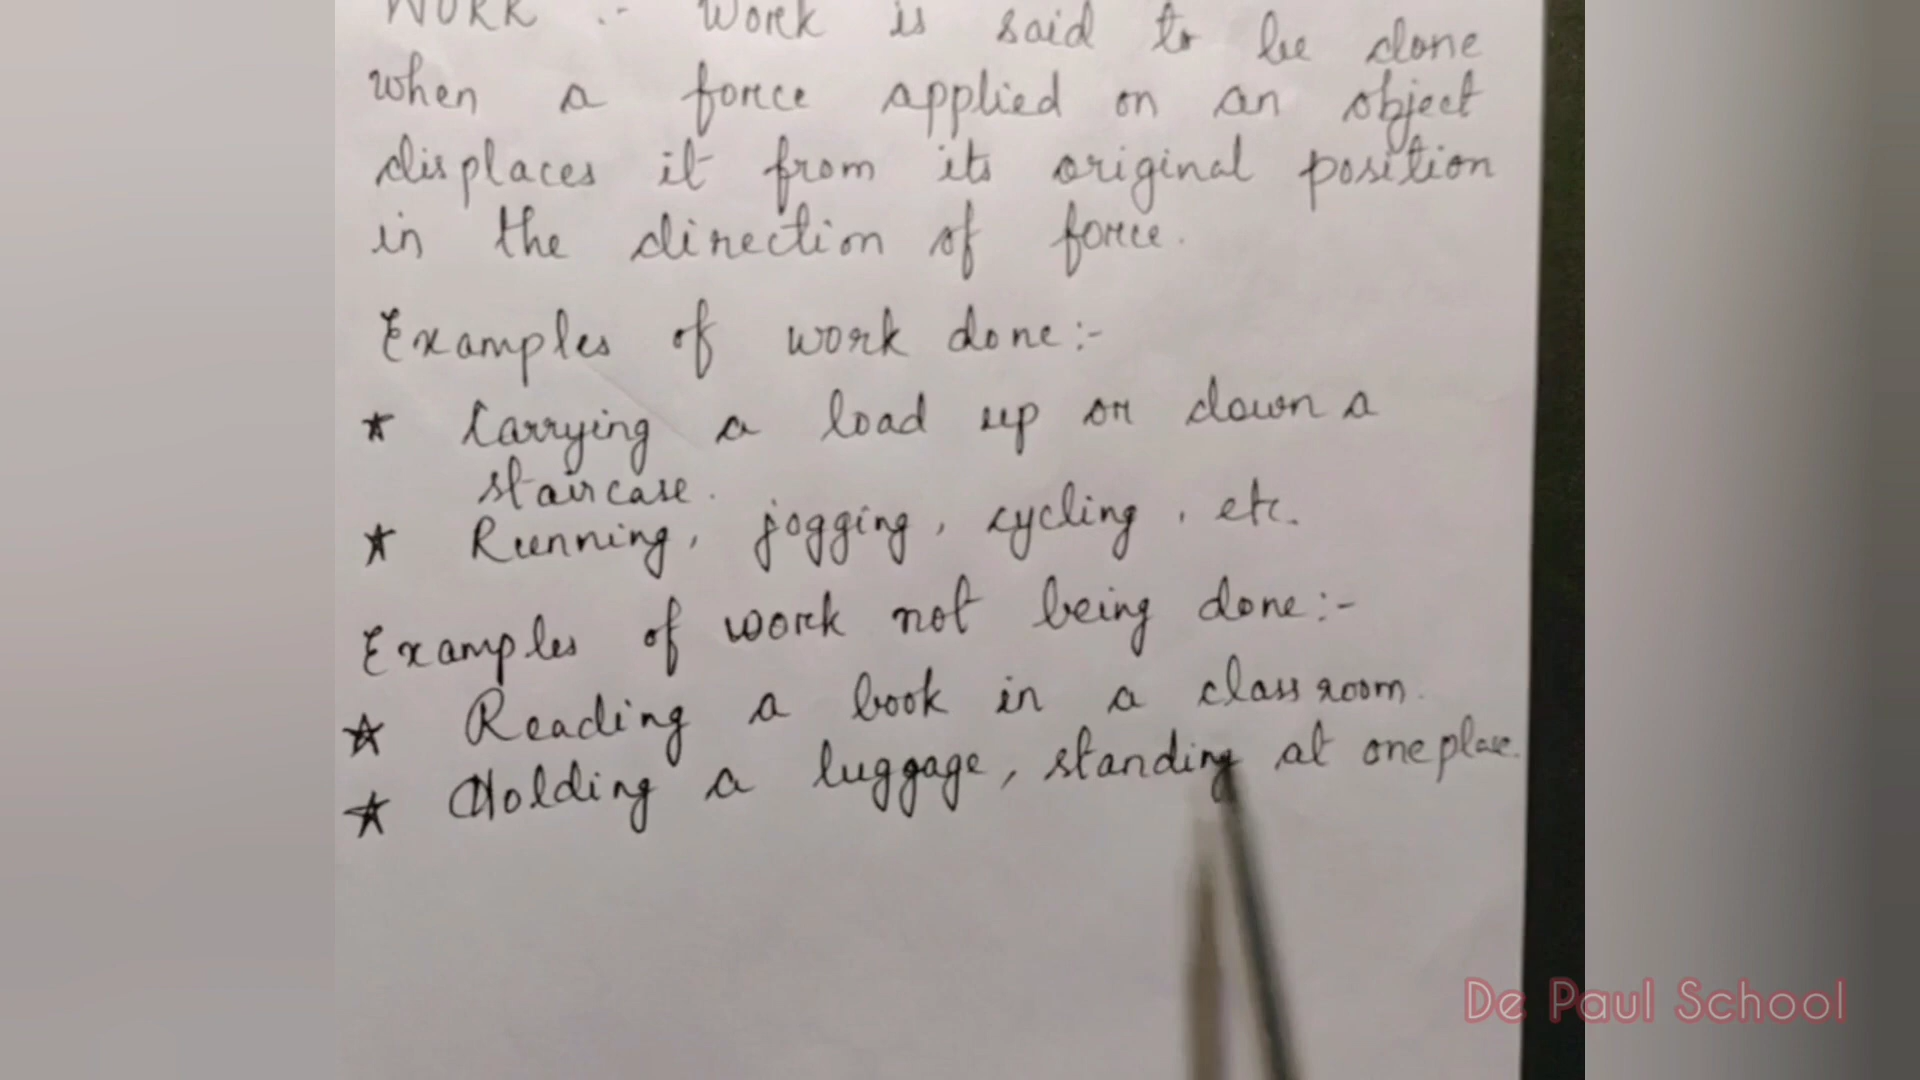 WORK :- Work is said to be done
when a force applied on an object
displaces it from its original position
in the direction of force.
Examples of work done:-
★ Carrying a load up or down a
staircase.
★ Running, jogging, cycling, etc.
Examples of work not being done:-
★ Reading a book in a classroom.
★ Holding a luggage, standing at one place.
De Paul School